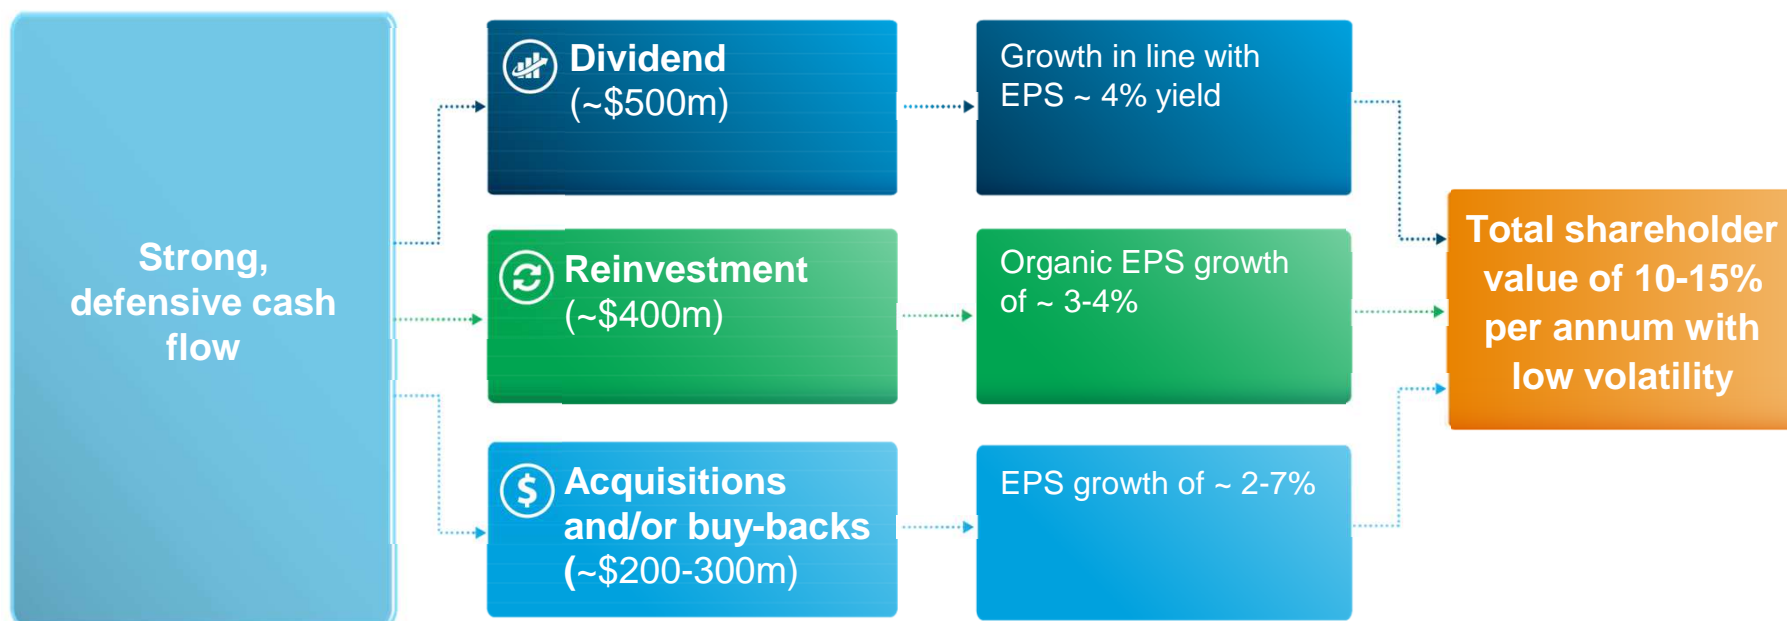 Strong,
defensive cash
flow
Dividend
(~$500m)
Growth in line with
EPS ~ 4% yield
Reinvestment
(~$400m)
Organic EPS growth
of ~ 3-4%
$
Acquisitions
and/or buy-backs
(~$200-300m)
EPS growth of ~ 2-7%
Total shareholder
value of 10-15%
per annum with
low volatility